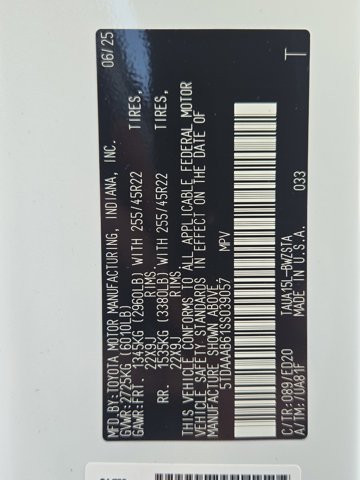 MFD.BY:TOYOTA MOTOR MANUFACTURING, INDIANA, INC. 06/25
GVWR:2725KG(6010LB)
GAWR:FRT. 1345KG(2960LB)WITH 255/45R22 TIRES,
22X9J RIMS,
RR. 1535KG(3380LB)WITH 255/45R22 TIRES,
22X9J RIMS.
THIS VEHICLE CONFORMS TO ALL APPLICABLE FEDERAL MOTOR
VEHICLE SAFETY STANDARDS IN EFFECT ON THE DATE OF
MANUFACTURE SHOWN ABOVE.
MPV
C/TR:089/ED20 TAUA15L-BWZSTA 033 T
A/TM:/UA81F MADE IN U.S.A.